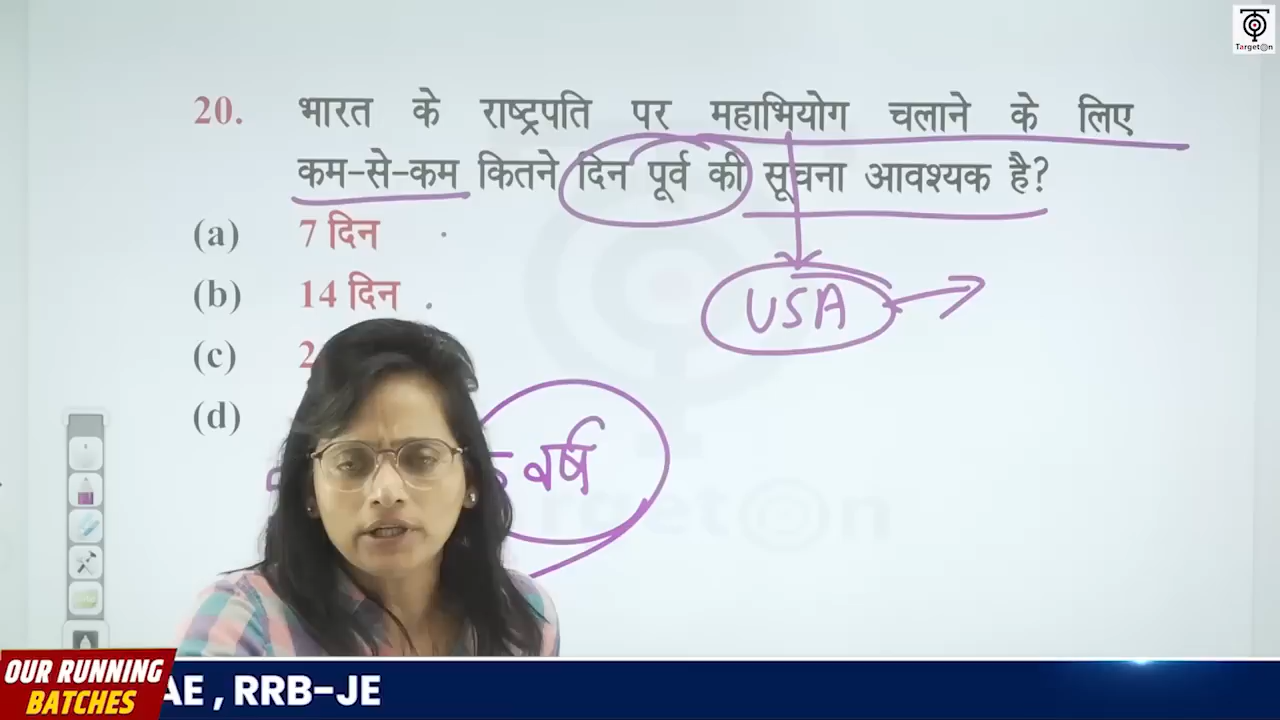 Target@n
20. भारत के राष्ट्रपति पर महाभियोग चलाने के लिए
कम-से-कम कितने दिन पूर्व की सूचना आवश्यक है?
(a) 7 दिन
(b) 14 दिन
USA
(c) 2
(d)
वर्ष
OUR RUNNING
BATCHES
AE , RRB-JE